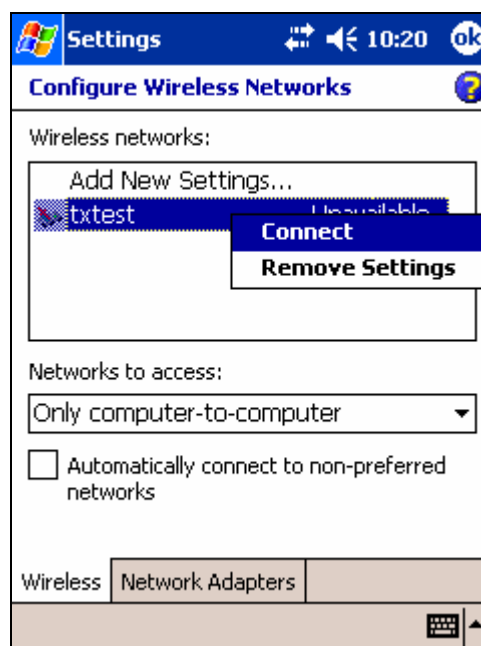 Settings 10:20 ok
Configure Wireless Networks ?
Wireless networks:
Add New Settings...
txtest Unavailable
Connect
Remove Settings
Networks to access:
Only computer-to-computer
Automatically connect to non-preferred
networks
Wireless Network Adapters